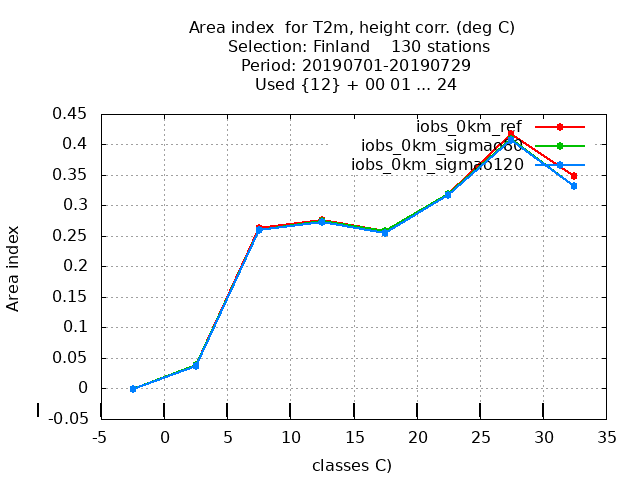 Area index for T2m, height corr. (deg C)
Selection: Finland 130 stations
Period: 20190701-20190729
Used {12} + 00 01 ... 24
0.45
0.4
0.35
0.3
0.25
0.2
0.15
0.1
0.05
0
-0.05
Area index
iobs_0km_ref
iobs_0km_sigmao80
iobs_0km_sigmao120
-5 0 5 10 15 20 25 30 35
classes C)